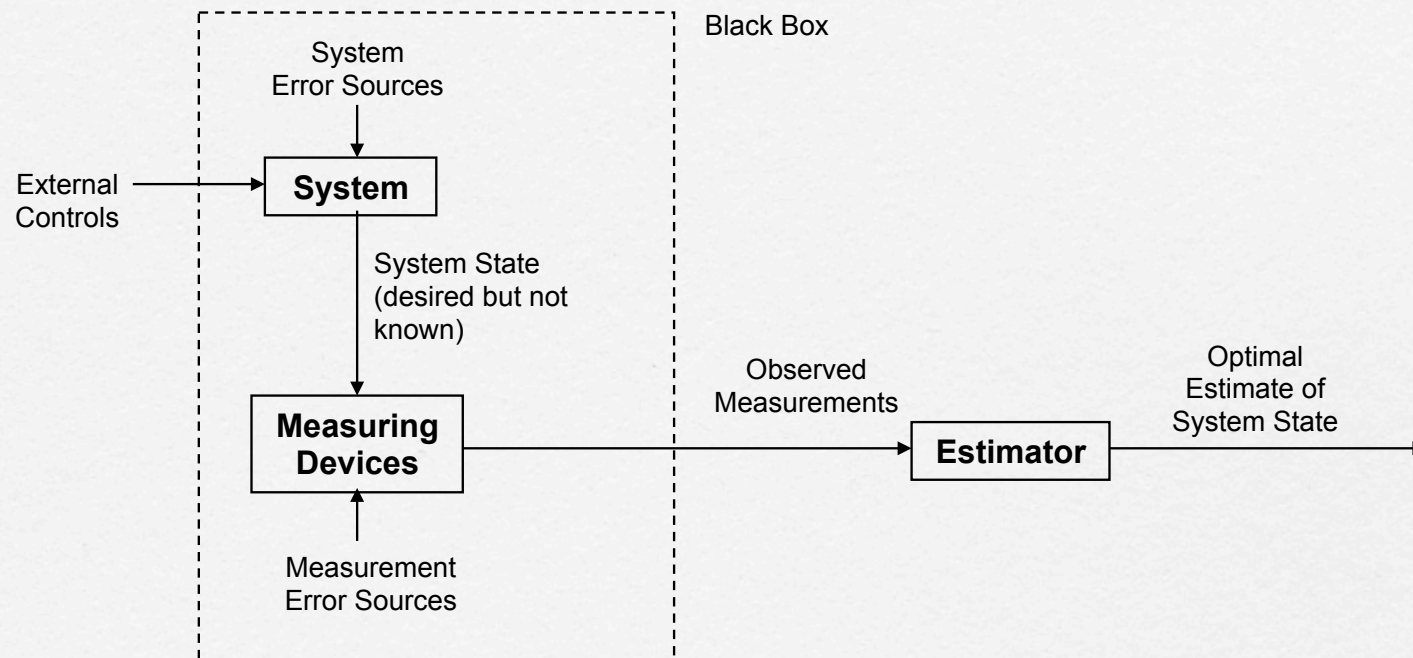 Black Box
System
Error Sources
External
Controls
System
System State
(desired but not
known)
Measuring
Devices
Measurement
Error Sources
Observed
Measurements
Estimator
Optimal
Estimate of
System State